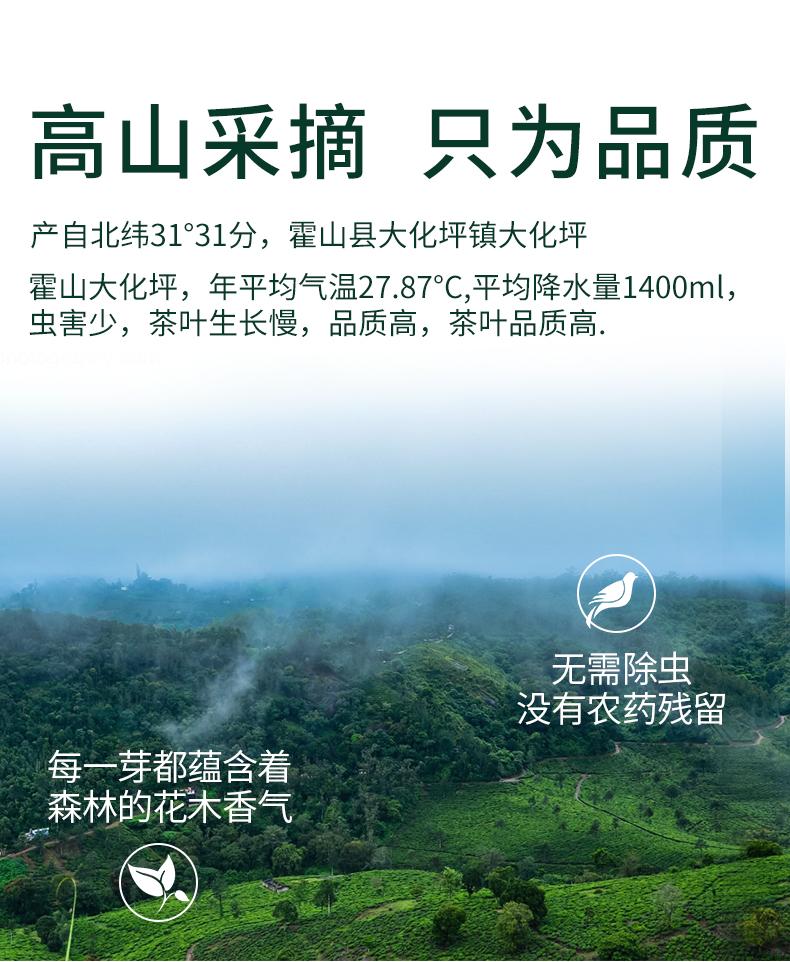 高山采摘 只为品质
产自北纬31°31分，霍山县大化坪镇大化坪
霍山大化坪，年平均气温27.87°C,平均降水量1400ml，
虫害少，茶叶生长慢，品质高，茶叶品质高.
无需除虫
没有农药残留
每一芽都蕴含着
森林的花木香气